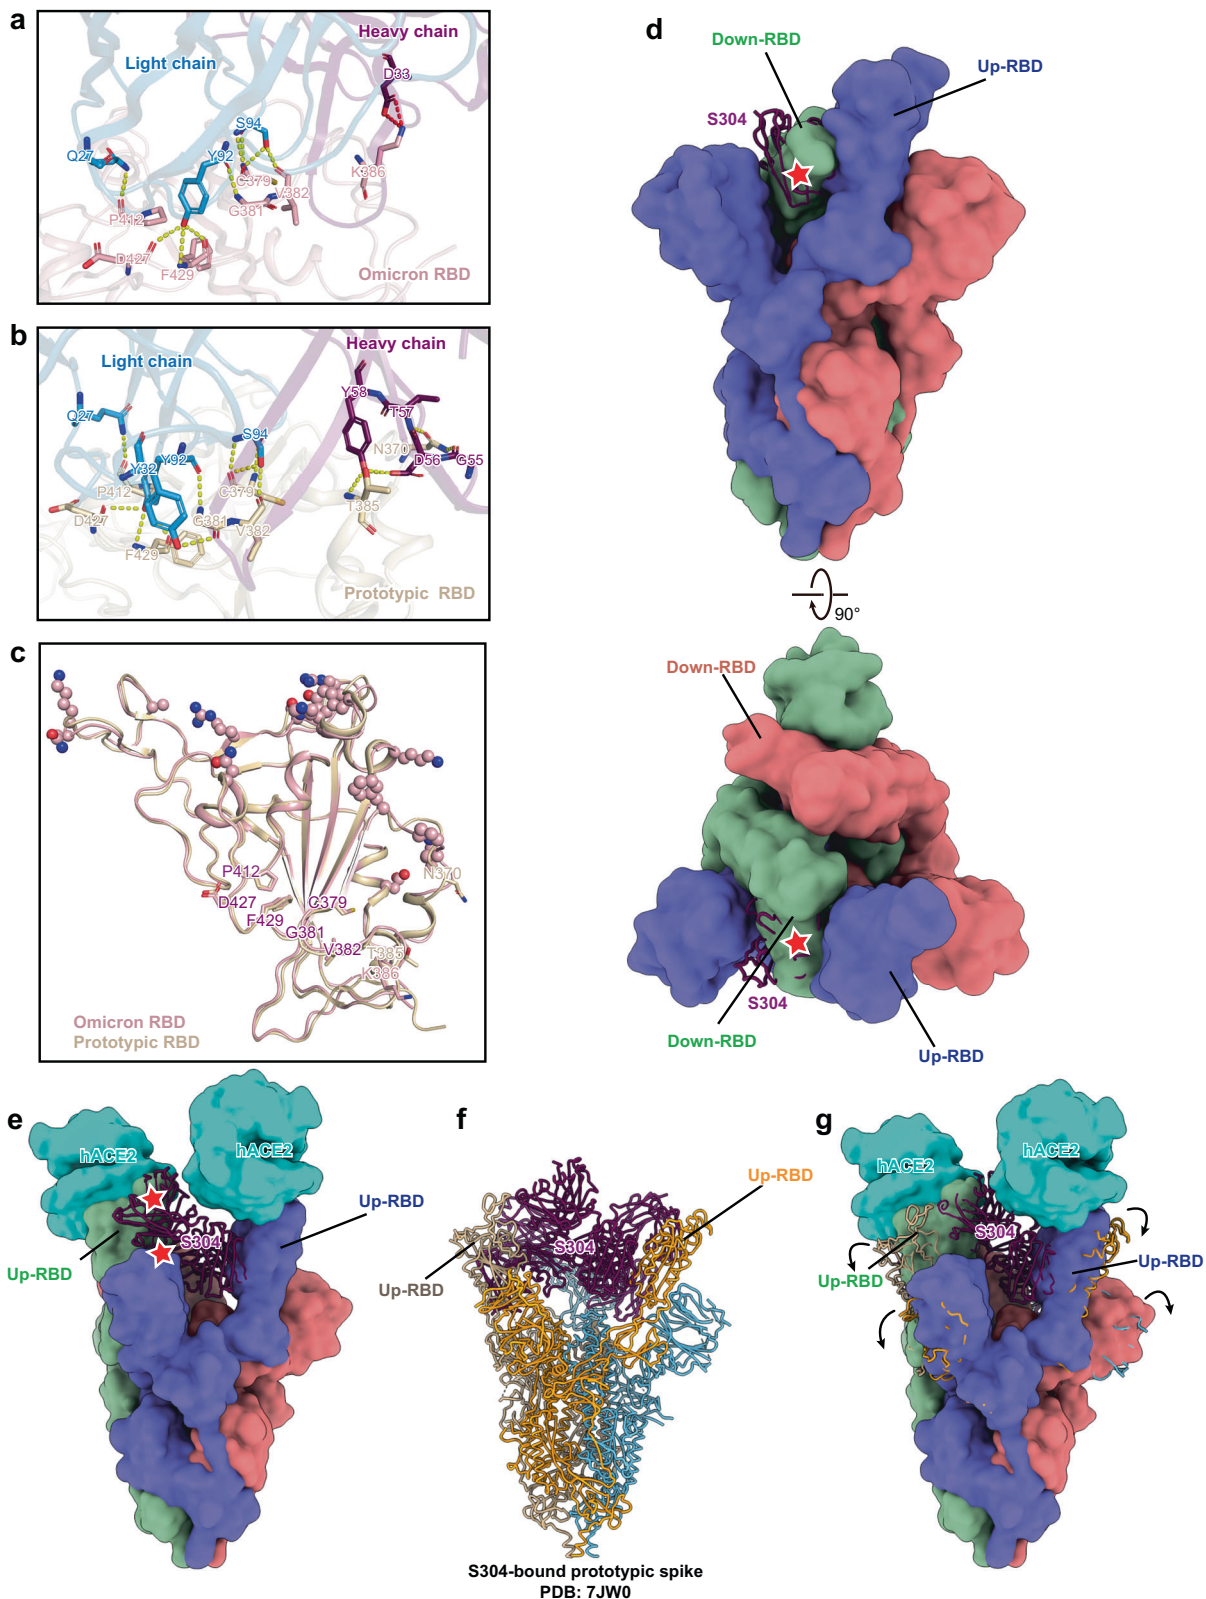 a
Heavy chain
Light chain
D33
S94
Q27
Y92
C379
K386
V382
G381
P412
D427
F429
Omicron RBD
b
Heavy chain
Light chain
Y58
T57
Q27
S94
N370
D56
G55
Y92
Y32
P412
C379
T385
D427
G381
V382
F429
Prototypic RBD
c
P412
N370
D427
C379
F429
G381
V382
T385
K386
Omicron RBD
Prototypic RBD
d
Down-RBD
Up-RBD
S304
90°
Down-RBD
S304
Down-RBD
Up-RBD
e
hACE2
hACE2
Up-RBD
S304
Up-RBD
f
Up-RBD
S304
Up-RBD
S304-bound prototypic spike
PDB: 7JW0
g
hACE2
hACE2
S304
Up-RBD
Up-RBD